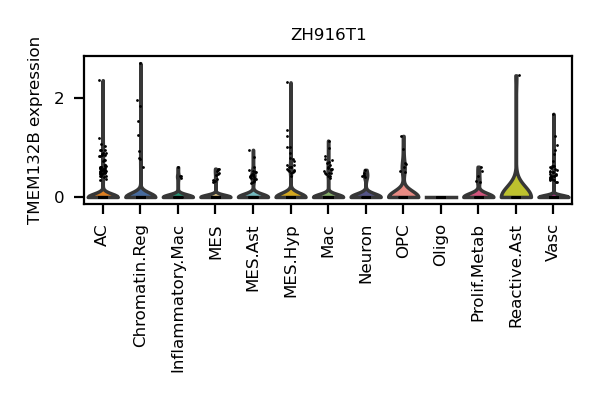 ZH916T1
TMEM132B expression
2
0
AC
Chromatin.Reg
Inflammatory.Mac
MES
MES.Ast
MES.Hyp
Mac
Neuron
OPC
Oligo
Prolif.Metab
Reactive.Ast
Vasc